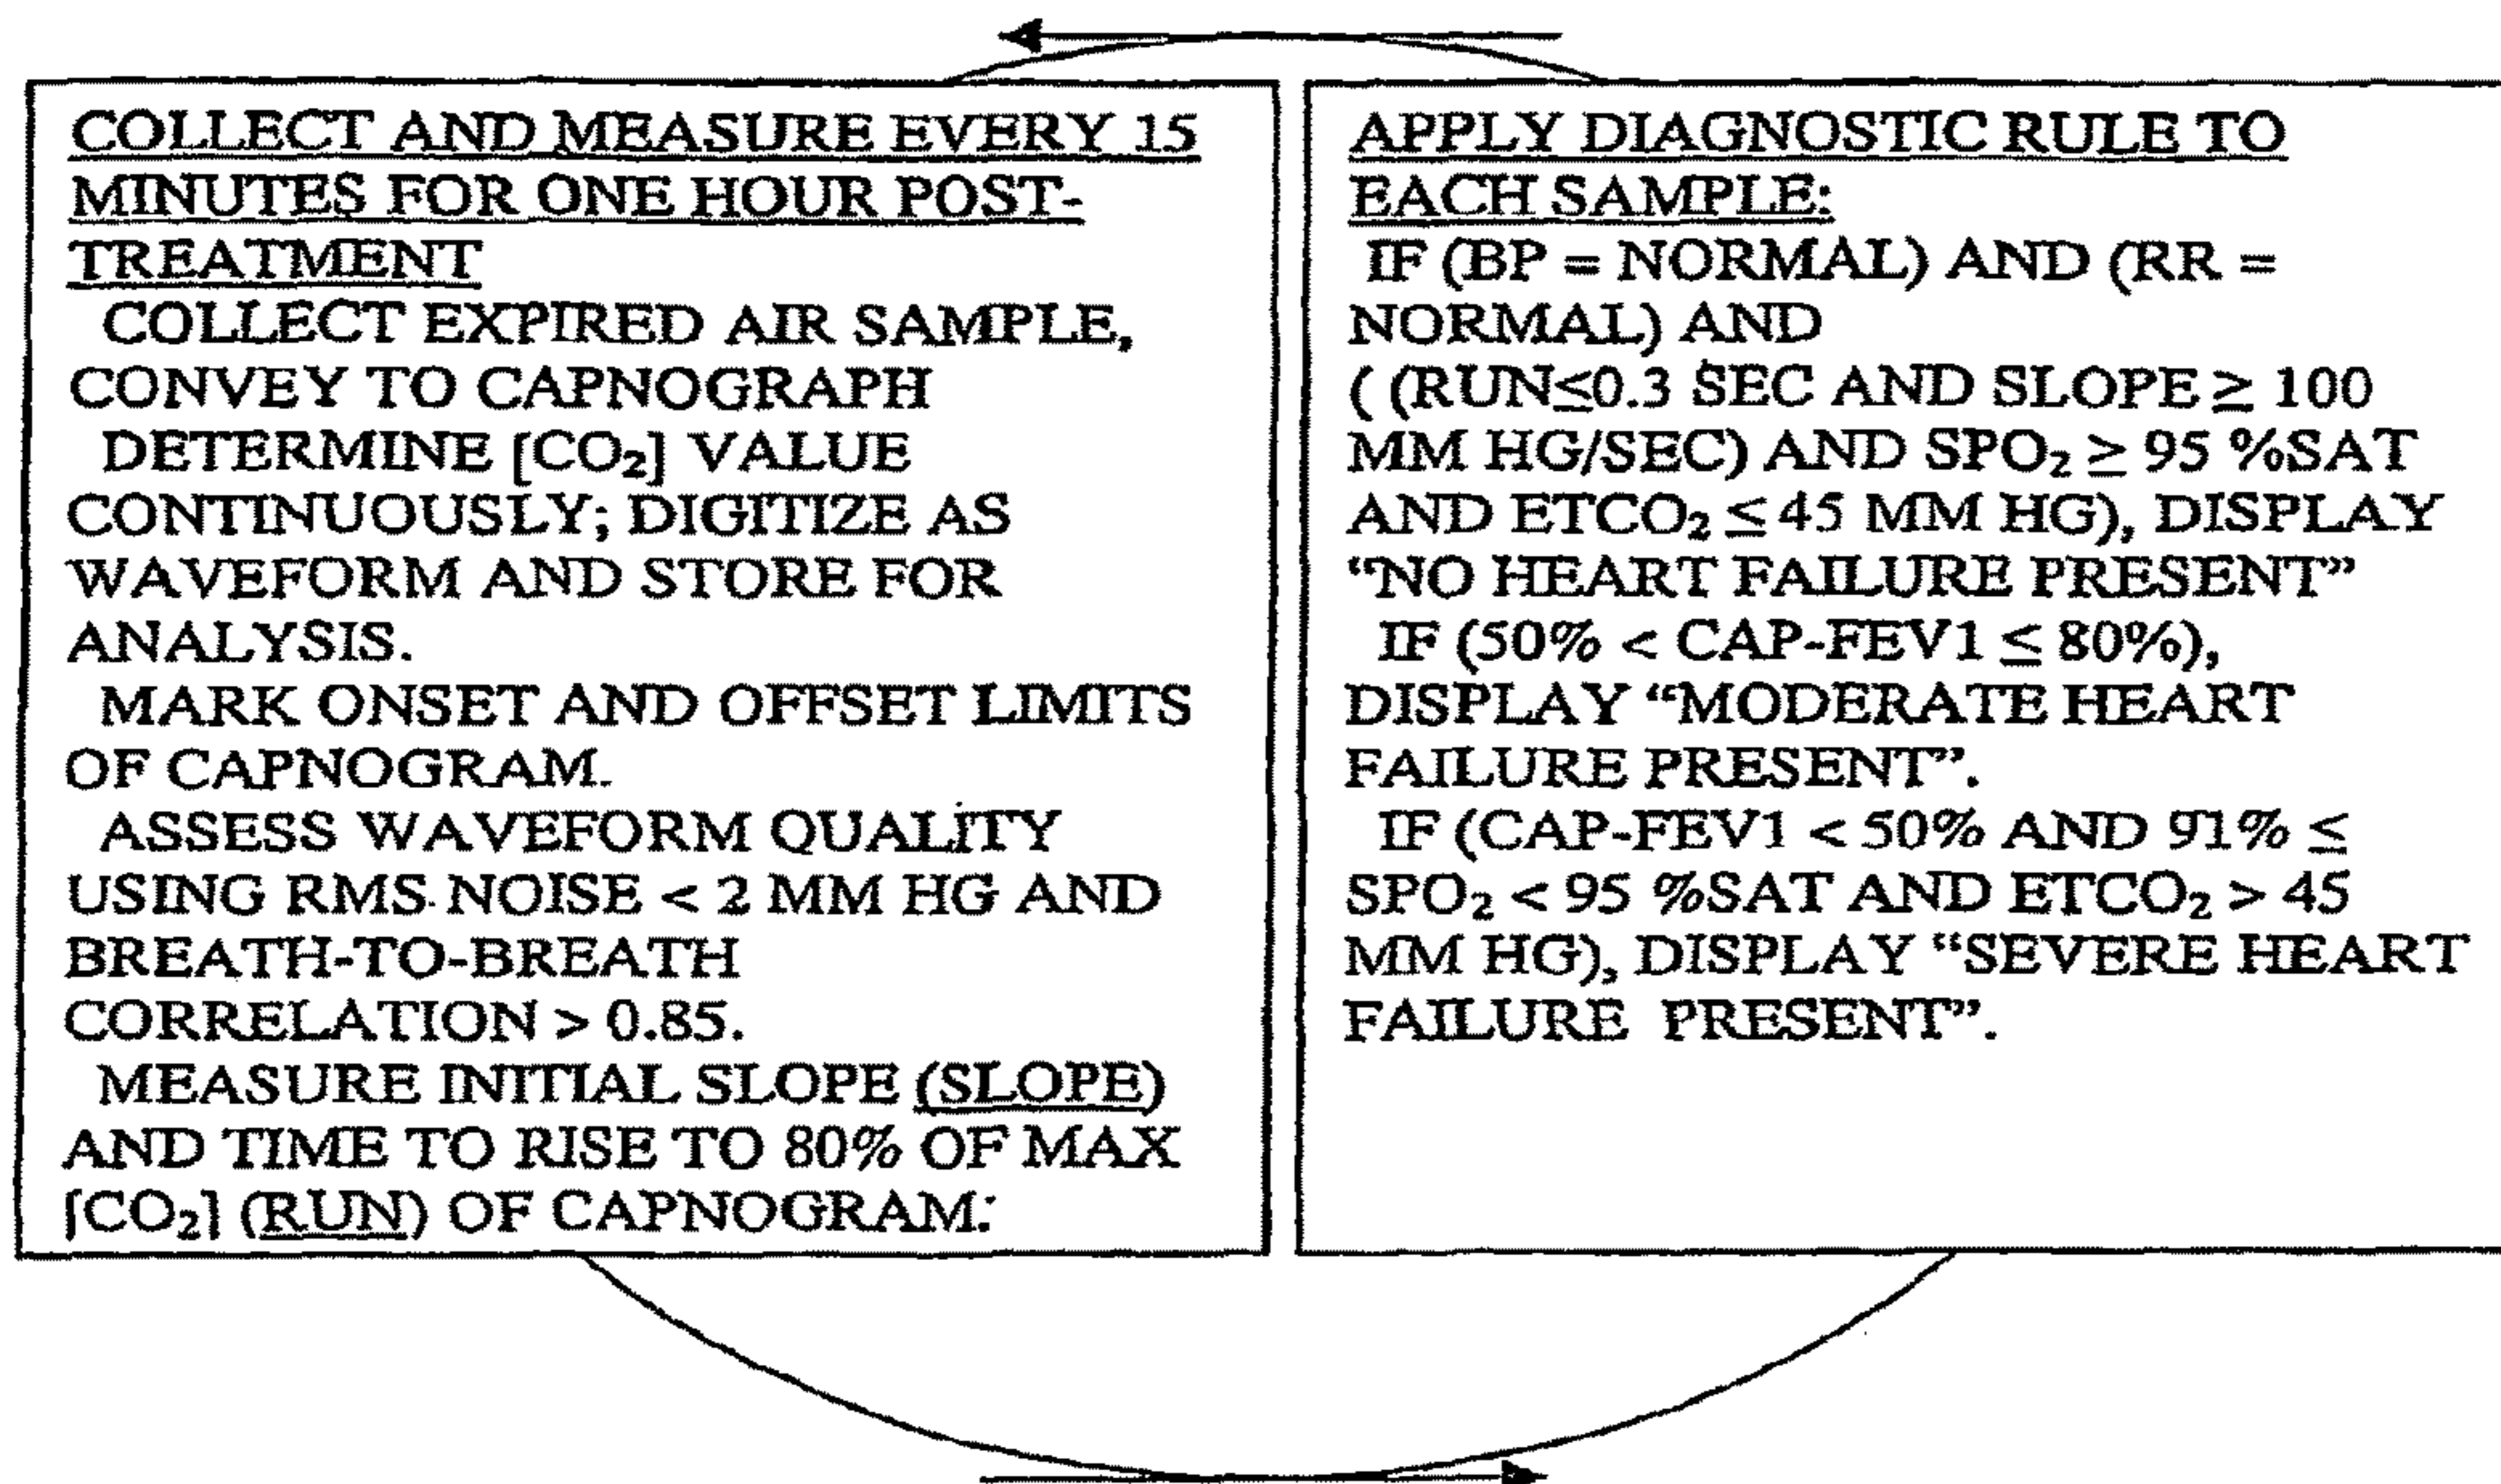 COLLECT AND MEASURE EVERY 15
MINUTES FOR ONE HOUR POST-
TREATMENT
COLLECT EXPIRED AIR SAMPLE,
CONVEY TO CAPNOGRAPH
DETERMINE [CO₂] VALUE
CONTINUOUSLY; DIGITIZE AS
WAVEFORM AND STORE FOR
ANALYSIS.
MARK ONSET AND OFFSET LIMITS
OF CAPNOGRAM.
ASSESS WAVEFORM QUALITY
USING RMS NOISE < 2 MM HG AND
BREATH-TO-BREATH
CORRELATION > 0.85.
MEASURE INITIAL SLOPE (SLOPE)
AND TIME TO RISE TO 80% OF MAX
[CO₂] (RUN) OF CAPNOGRAM:
APPLY DIAGNOSTIC RULE TO
EACH SAMPLE:
IF (BP = NORMAL) AND (RR =
NORMAL) AND
( (RUN≤0.3 SEC AND SLOPE ≥ 100
MM HG/SEC) AND SPO₂ ≥ 95 %SAT
AND ETCO₂ ≤ 45 MM HG), DISPLAY
“NO HEART FAILURE PRESENT”
IF (50% < CAP-FEV1 ≤ 80%),
DISPLAY “MODERATE HEART
FAILURE PRESENT”.
IF (CAP-FEV1 < 50% AND 91% ≤
SPO₂ < 95 %SAT AND ETCO₂ > 45
MM HG), DISPLAY “SEVERE HEART
FAILURE PRESENT”.